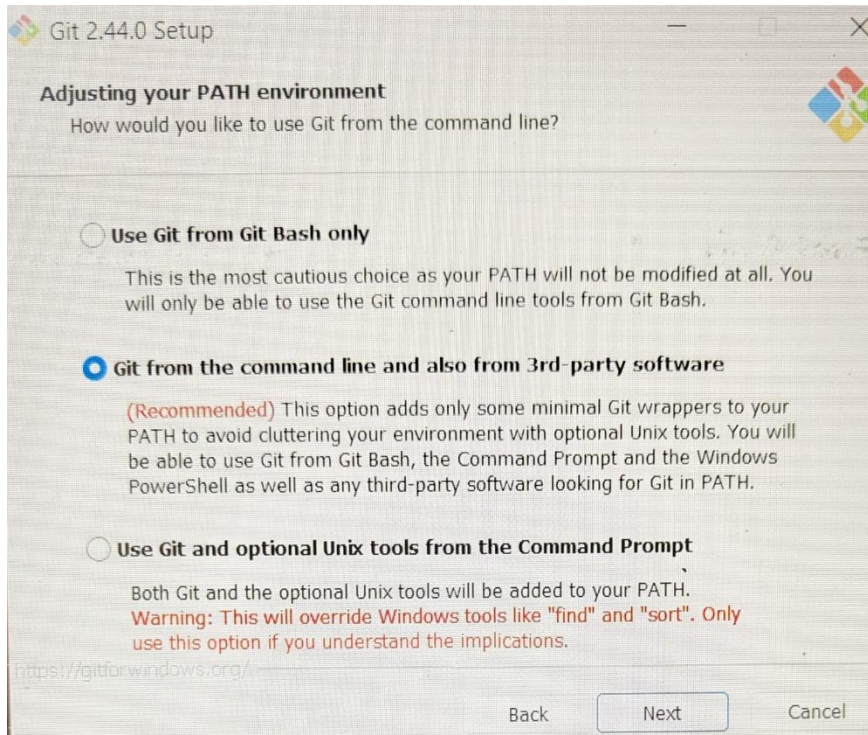 Git 2.44.0 Setup
Adjusting your PATH environment
How would you like to use Git from the command line?
Use Git from Git Bash only
This is the most cautious choice as your PATH will not be modified at all. You
will only be able to use the Git command line tools from Git Bash.
Git from the command line and also from 3rd-party software
(Recommended) This option adds only some minimal Git wrappers to your
PATH to avoid cluttering your environment with optional Unix tools. You will
be able to use Git from Git Bash, the Command Prompt and the Windows
PowerShell as well as any third-party software looking for Git in PATH.
Use Git and optional Unix tools from the Command Prompt
Both Git and the optional Unix tools will be added to your PATH.
Warning: This will override Windows tools like "find" and "sort". Only
use this option if you understand the implications.
https://gitforwindows.org/
Back Next Cancel